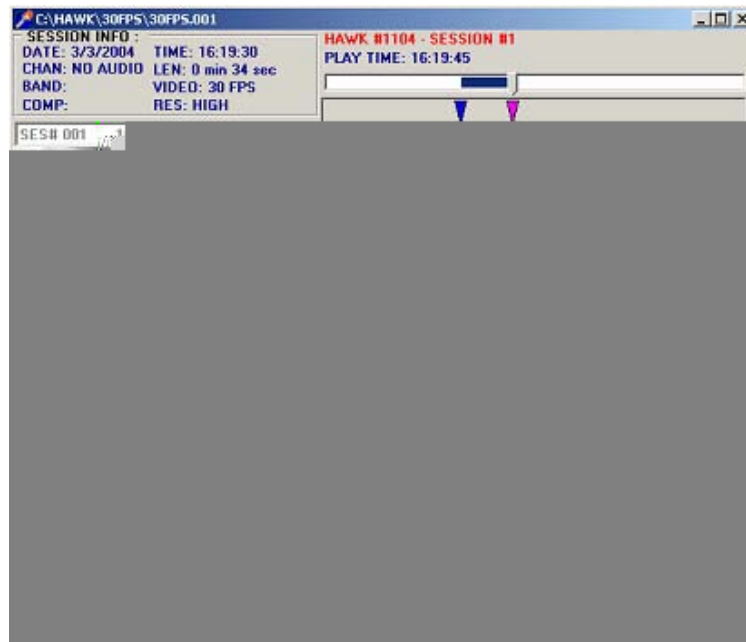 C:\HAWK\30FPS\30FPS.001
SESSION INFO :
DATE: 3/3/2004 TIME: 16:19:30
CHAN: NO AUDIO LEN: 0 min 34 sec
BAND: VIDEO: 30 FPS
COMP: RES: HIGH
HAWK #1104 - SESSION #1
PLAY TIME: 16:19:45
SES# 001